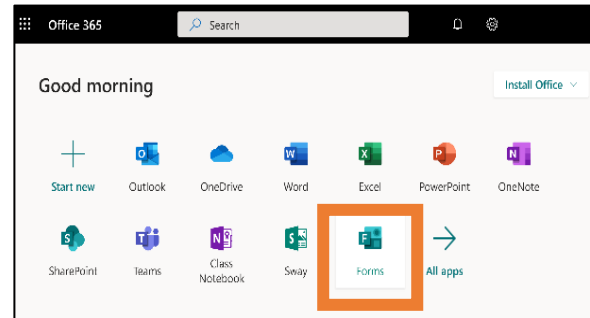 Office 365
Search
Good morning
Install Office
Start new
Outlook
OneDrive
Word
Excel
PowerPoint
OneNote
SharePoint
Teams
Class
Notebook
Sway
Forms
All apps